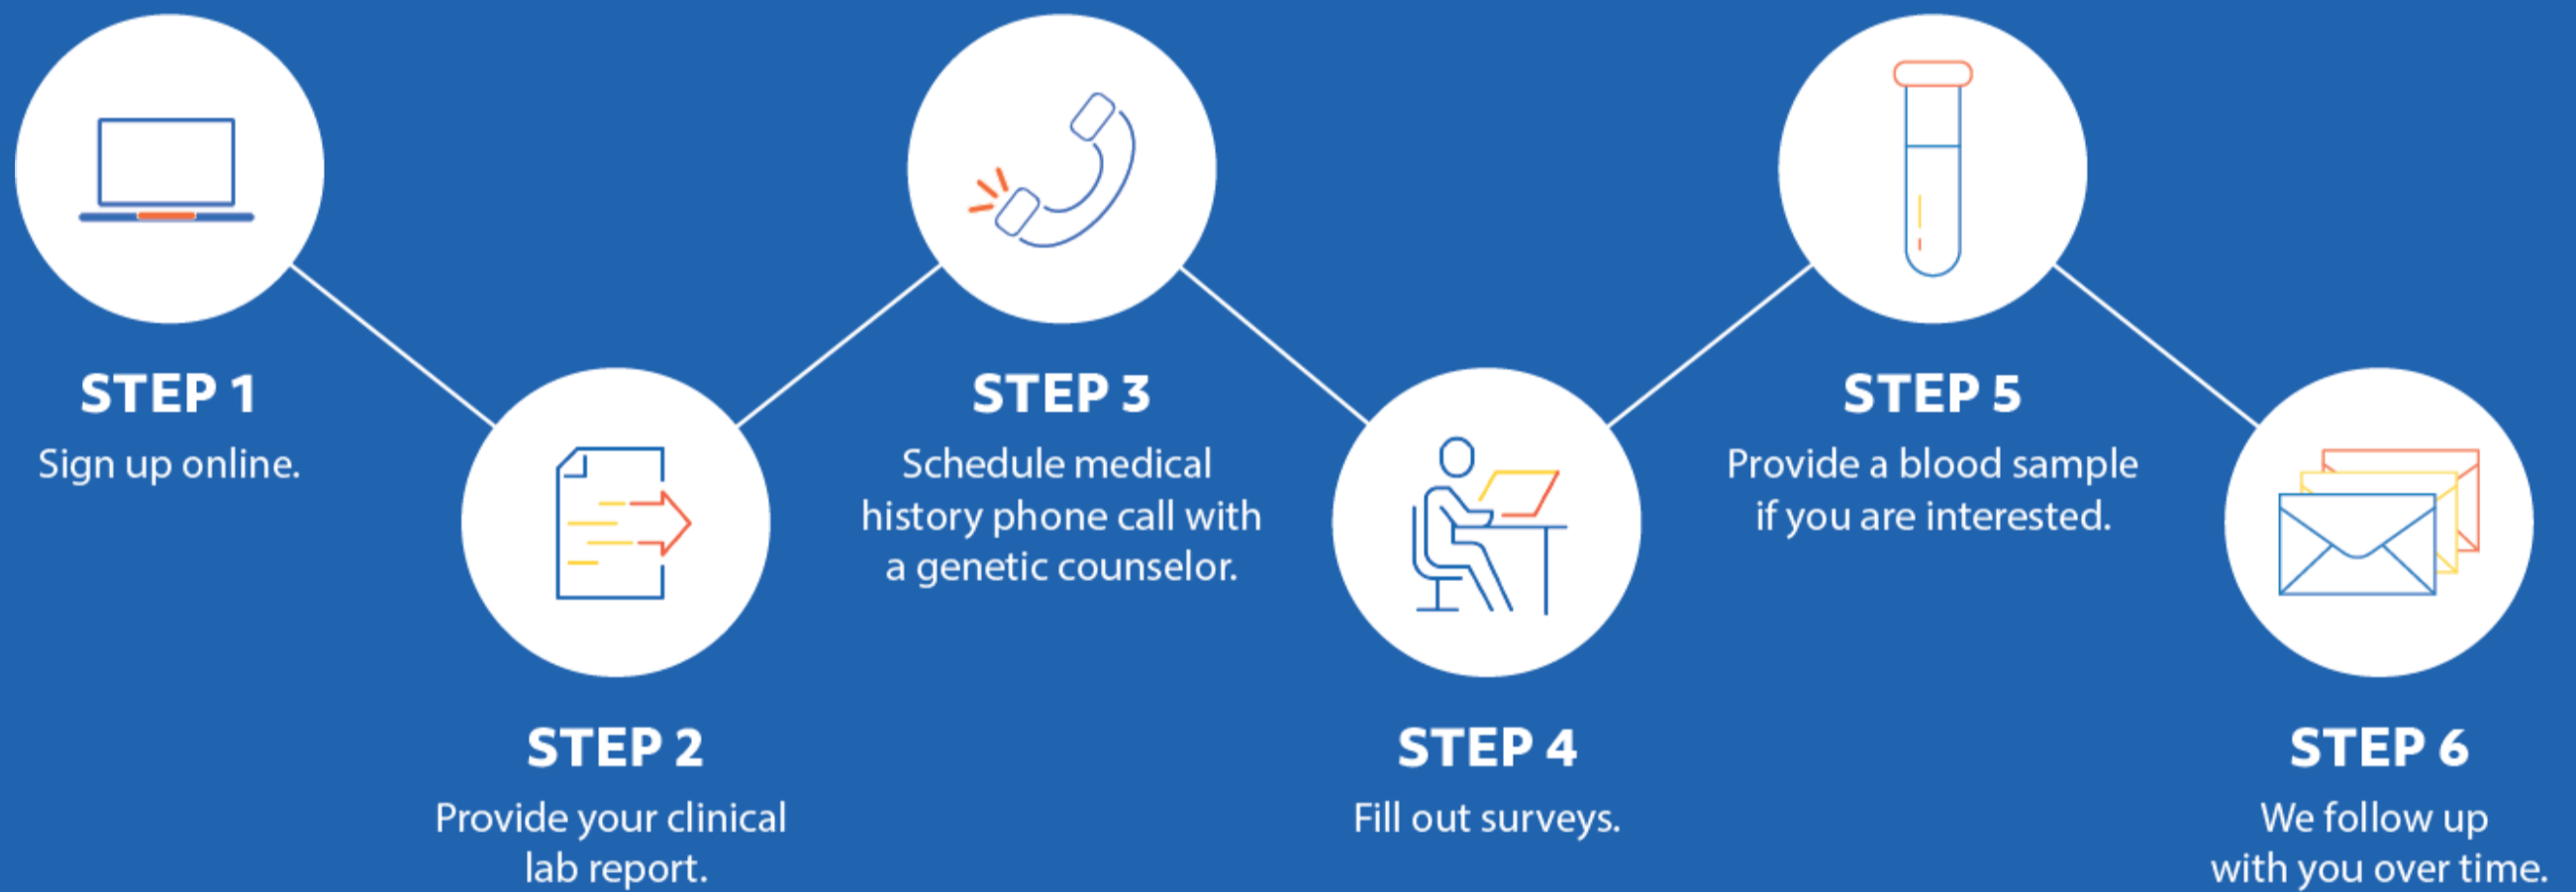 STEP 1
Sign up online.
STEP 2
Provide your clinical
lab report.
STEP 3
Schedule medical
history phone call with
a genetic counselor.
STEP 4
Fill out surveys.
STEP 5
Provide a blood sample
if you are interested.
STEP 6
We follow up
with you over time.